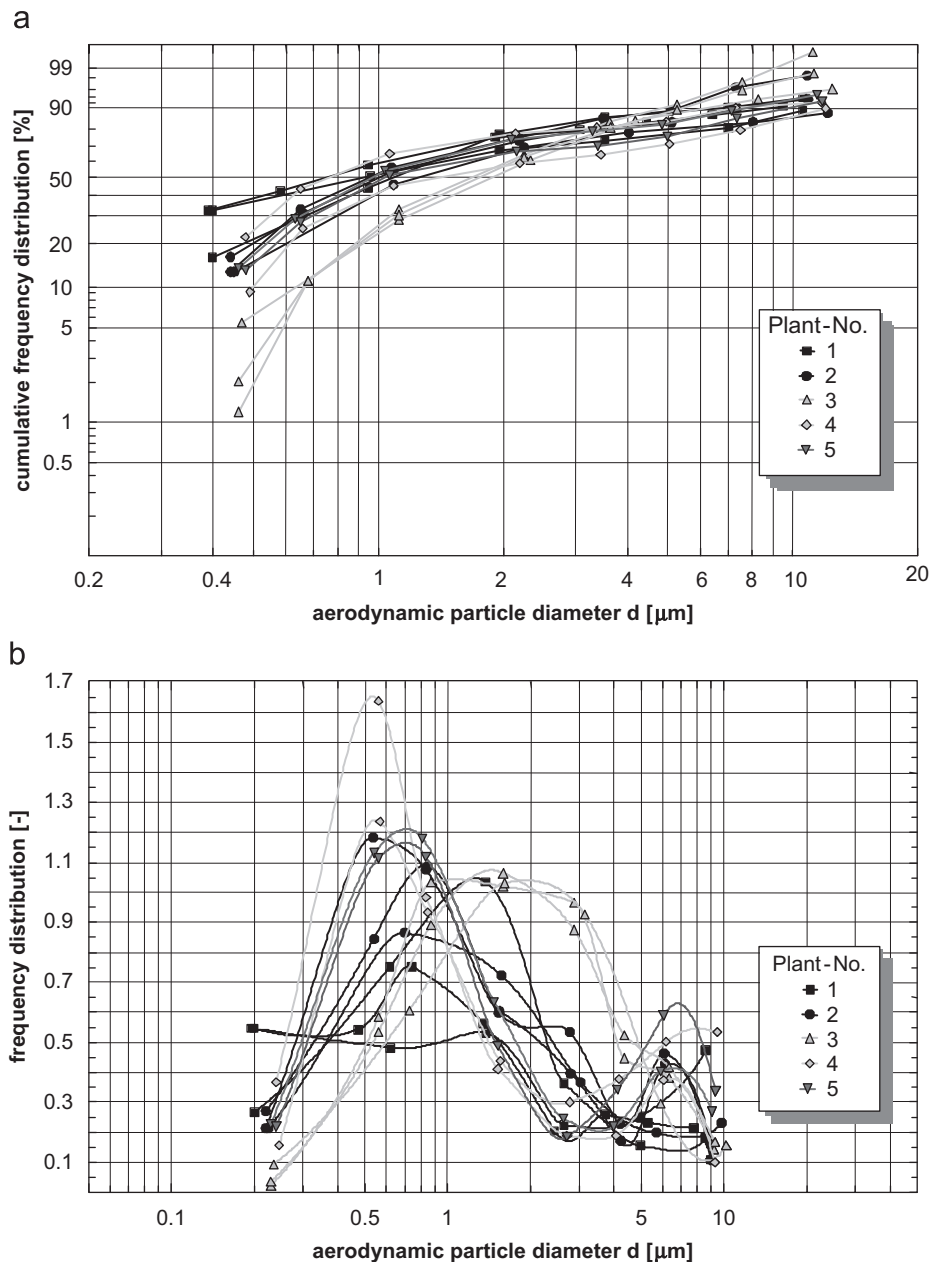 a
99
90
50
20
10
5
1
0.5
cumulative frequency distribution [%]
Plant-No.
1
2
3
4
5
0.2 0.4 1 2 4 6 8 10 20
aerodynamic particle diameter d [μm]
b
1.7
1.5
1.3
1.1
0.9
0.7
0.5
0.3
0.1
frequency distribution [-]
Plant-No.
1
2
3
4
5
0.1 0.5 1 5 10
aerodynamic particle diameter d [μm]